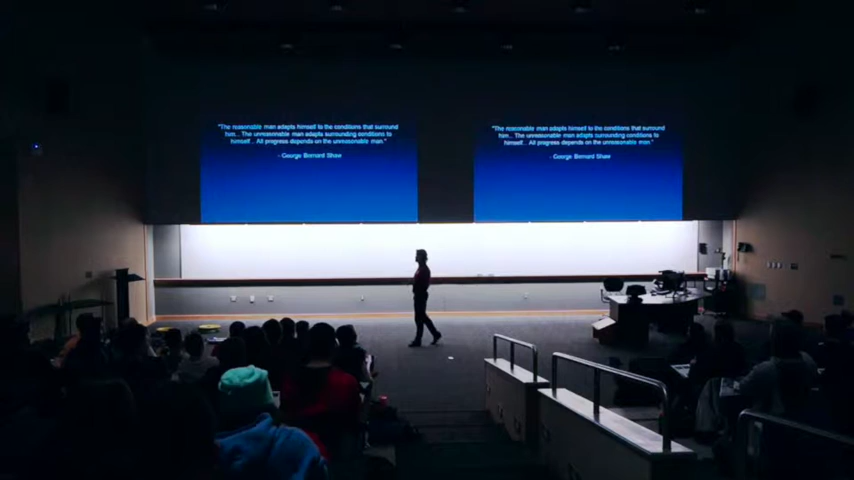 "The reasonable man adapts himself to the conditions that surround
him... The unreasonable man adapts surrounding conditions to
himself... All progress depends on the unreasonable man."
- George Bernard Shaw
"The reasonable man adapts himself to the conditions that surround
him... The unreasonable man adapts surrounding conditions to
himself... All progress depends on the unreasonable man."
- George Bernard Shaw